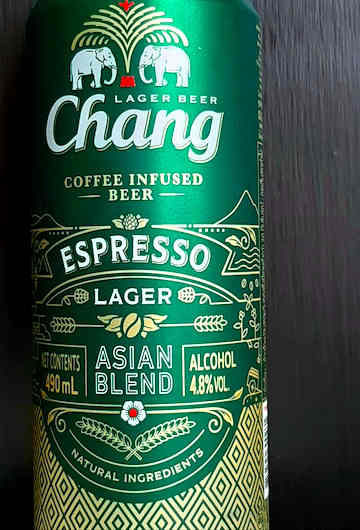 LAGER BEER
Chang
COFFEE INFUSED
BEER
ESPRESSO
LAGER
NET CONTENTS
490 mL
ASIAN
BLEND
ALCOHOL
4.8% VOL.
NATURAL INGREDIENTS